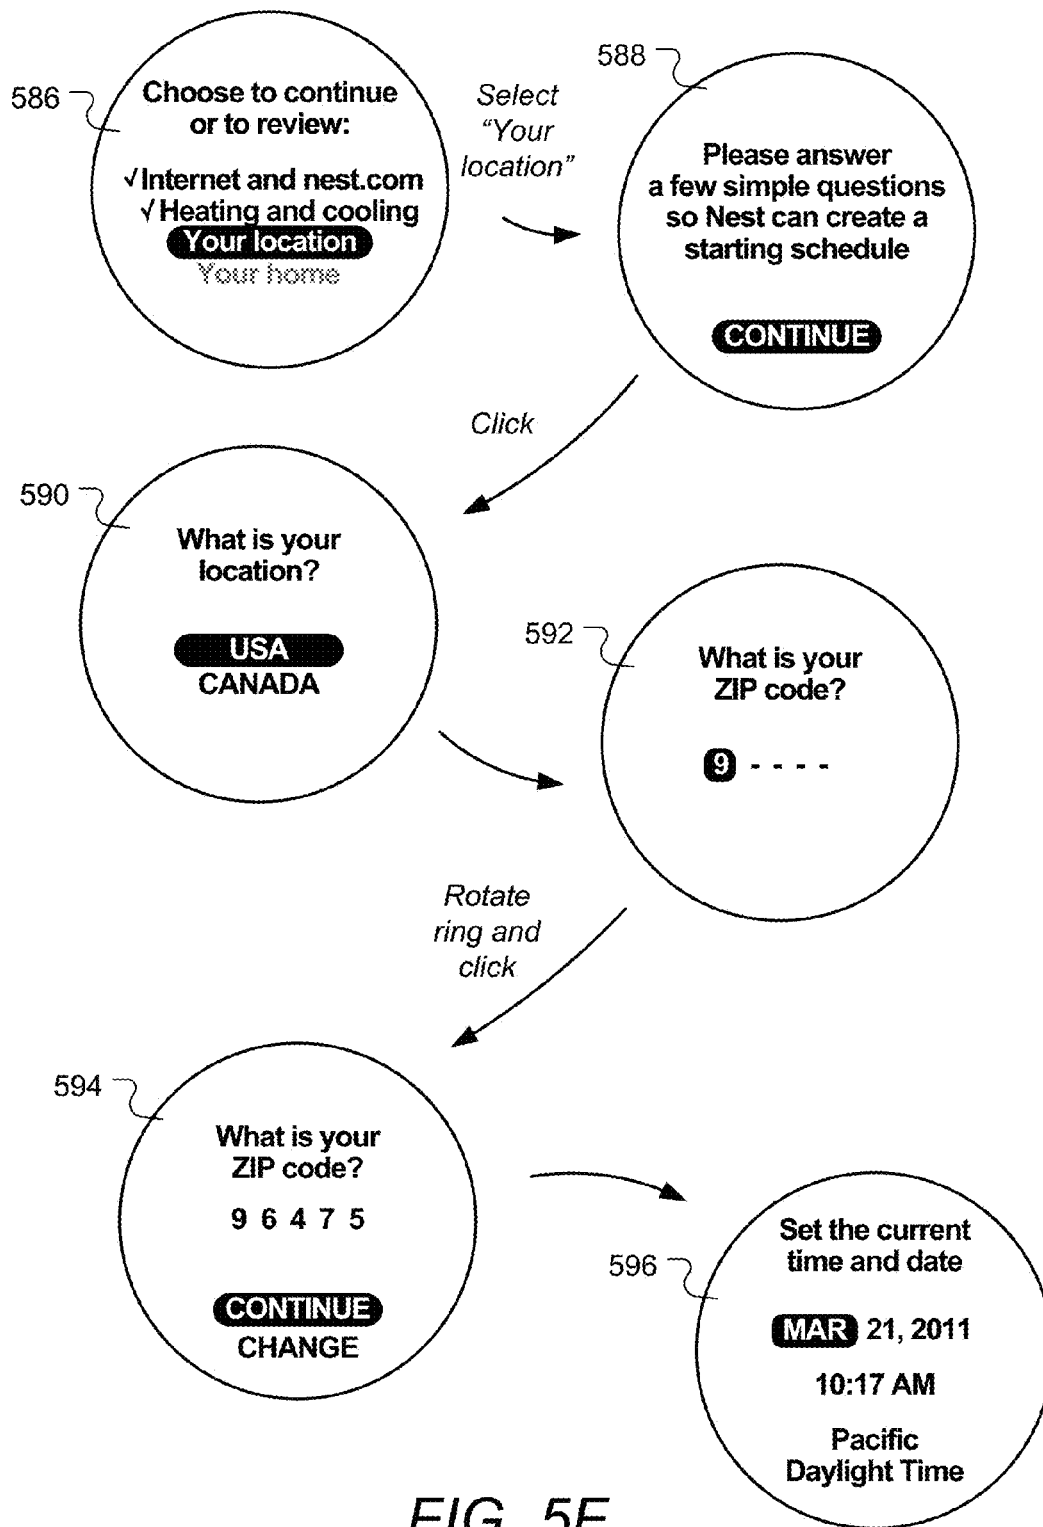 586
Choose to continue
or to review:
√Internet and nest.com
√Heating and cooling
Your location
Your home
Select
“Your
location”
588
Please answer
a few simple questions
so Nest can create a
starting schedule
CONTINUE
Click
590
What is your
location?
USA
CANADA
592
What is your
ZIP code?
9 - - - -
Rotate
ring and
click
594
What is your
ZIP code?
9 6 4 7 5
CONTINUE
CHANGE
596
Set the current
time and date
MAR 21, 2011
10:17 AM
Pacific
Daylight Time